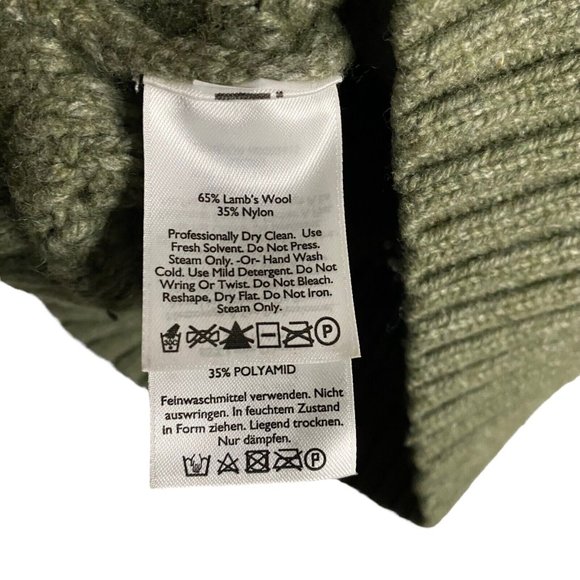 65% Lamb's Wool
35% Nylon
Professionally Dry Clean. Use
Fresh Solvent. Do Not Press.
Steam Only. -Or- Hand Wash
Cold. Use Mild Detergent. Do Not
Wring Or Twist. Do Not Bleach.
Reshape, Dry Flat. Do Not Iron.
Steam Only.
P
35% POLYAMID
Feinwaschmittel verwenden. Nicht
auswringen. In feuchtem Zustand
in Form ziehen. Liegend trocknen.
Nur dämpfen.
P